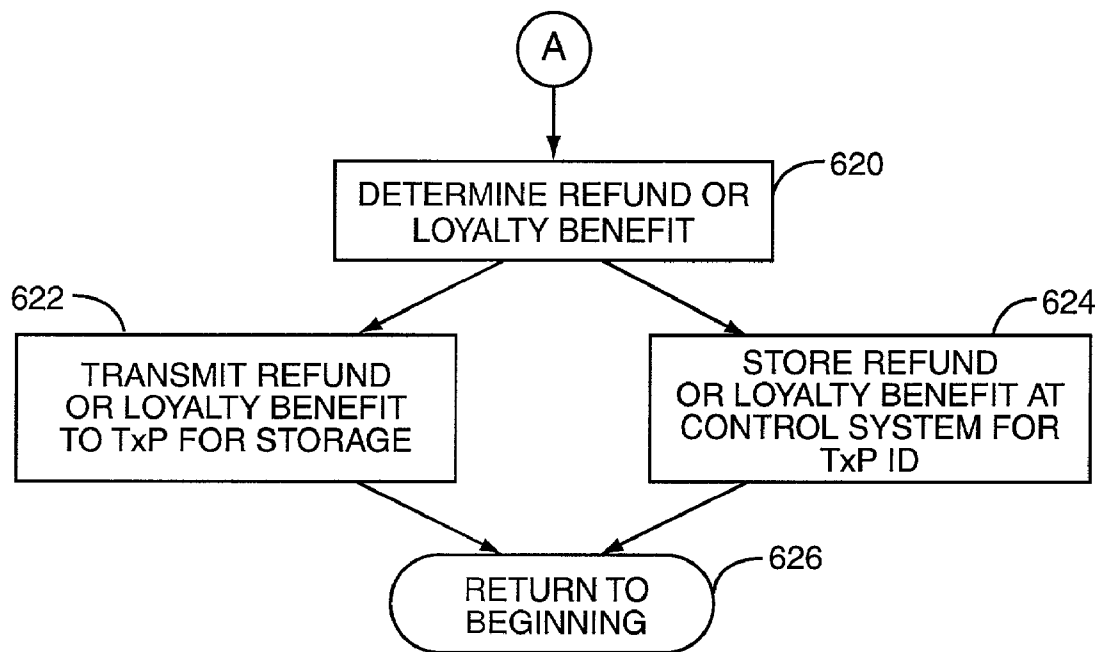 A
620
DETERMINE REFUND OR
LOYALTY BENEFIT
622
TRANSMIT REFUND
OR LOYALTY BENEFIT
TO TxP FOR STORAGE
624
STORE REFUND
OR LOYALTY BENEFIT AT
CONTROL SYSTEM FOR
TxP ID
626
RETURN TO
BEGINNING